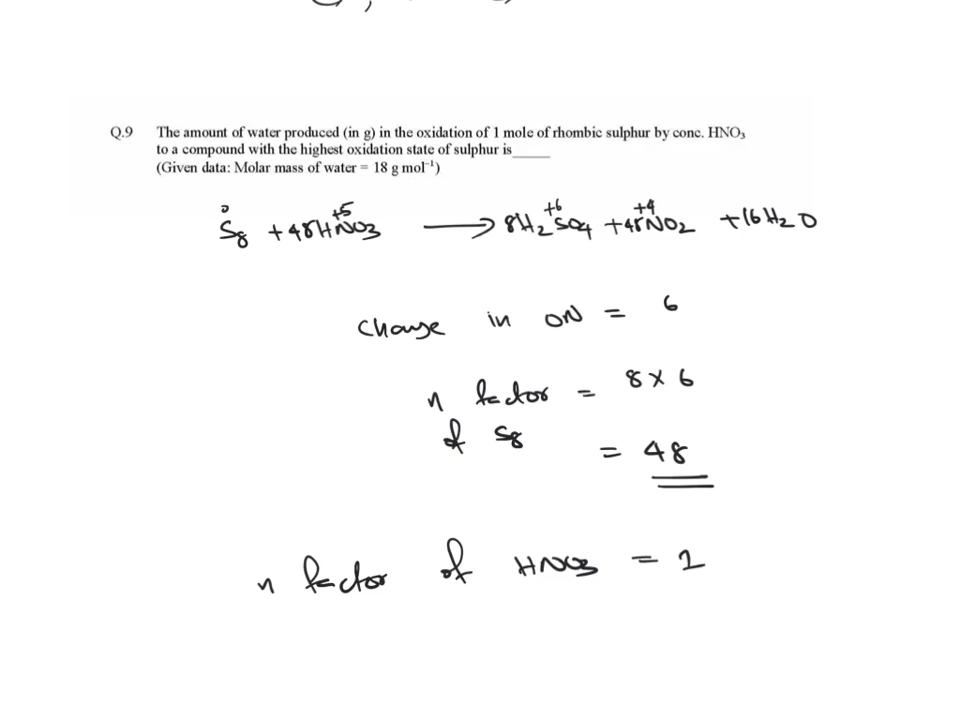 Q.9 The amount of water produced (in g) in the oxidation of 1 mole of rhombic sulphur by conc. HNO₃
to a compound with the highest oxidation state of sulphur is_____
(Given data: Molar mass of water = 18 g mol⁻¹)
0 +5 +6 +4
S₈ + 48HNO₃ ⟶ 8H₂SO₄ + 48NO₂ + 16H₂O
Change in ON = 6
n factor = 8 × 6
of S₈ = 48
n factor of HNO₃ = 1